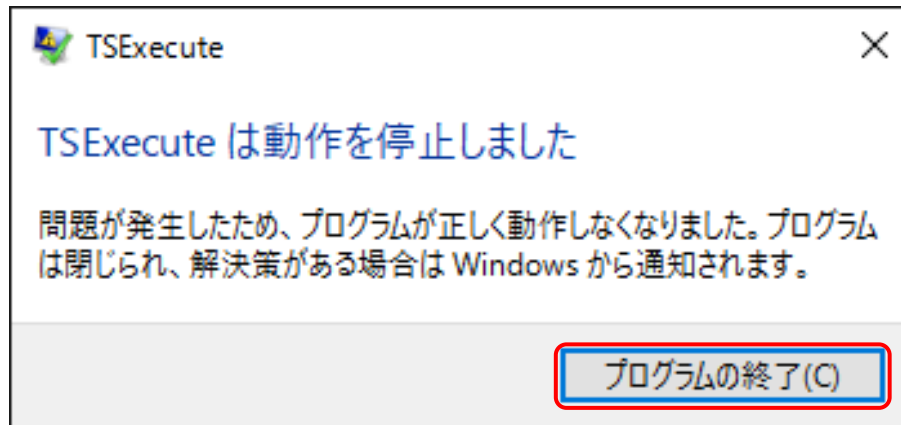 TSExecute
TSExecute は動作を停止しました
問題が発生したため、プログラムが正しく動作しなくなりました。プログラム
は閉じられ、解決策がある場合は Windows から通知されます。
プログラムの終了(C)